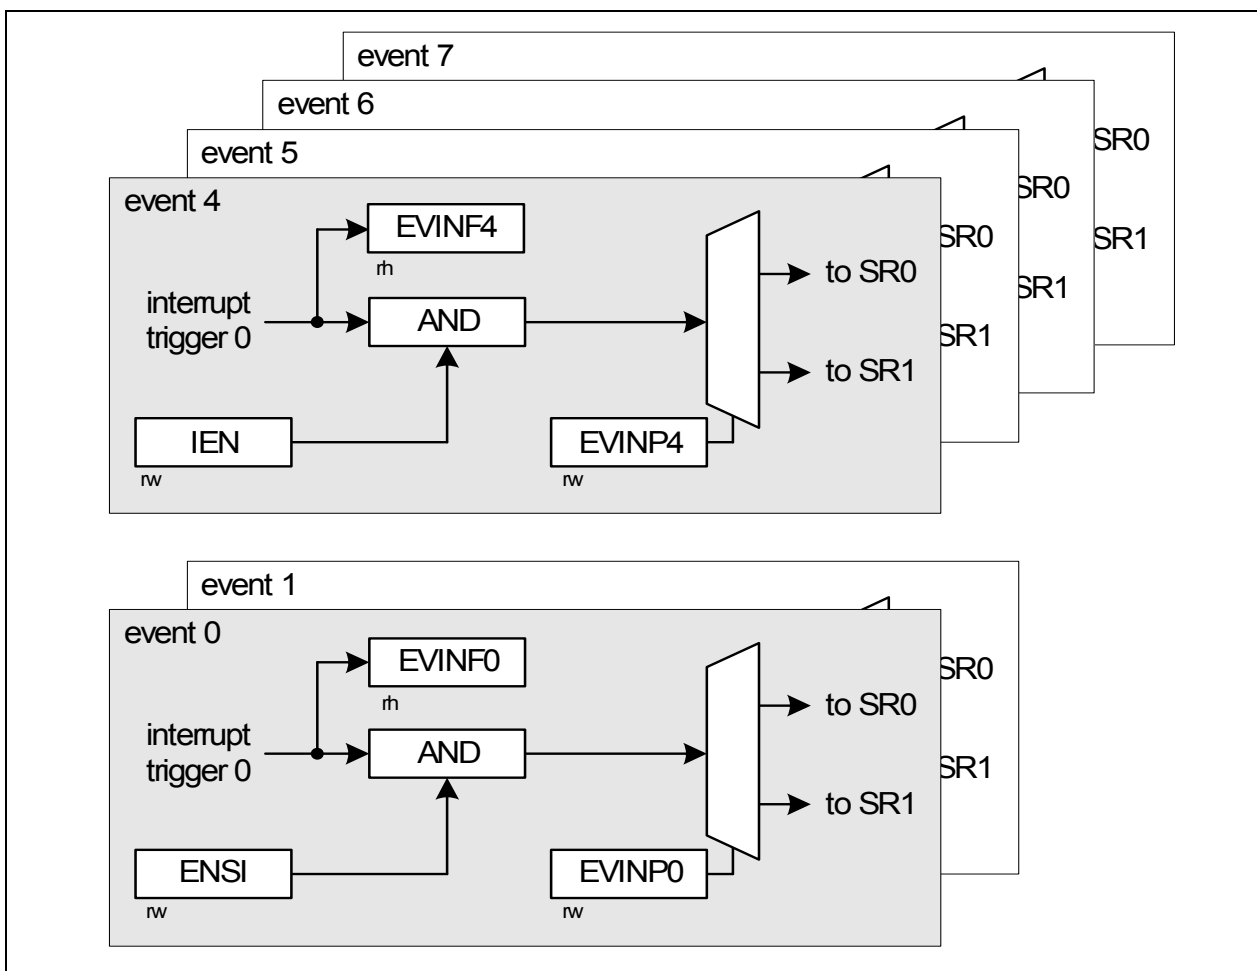 event 7
event 6
event 5
event 4
SR0
SR0
SR0
SR1
SR1
SR1
EVINF4
rh
interrupt
trigger 0
AND
to SR0
to SR1
IEN
rw
EVINP4
rw
event 1
event 0
SR0
SR1
EVINF0
rh
interrupt
trigger 0
AND
to SR0
to SR1
ENSI
rw
EVINP0
rw